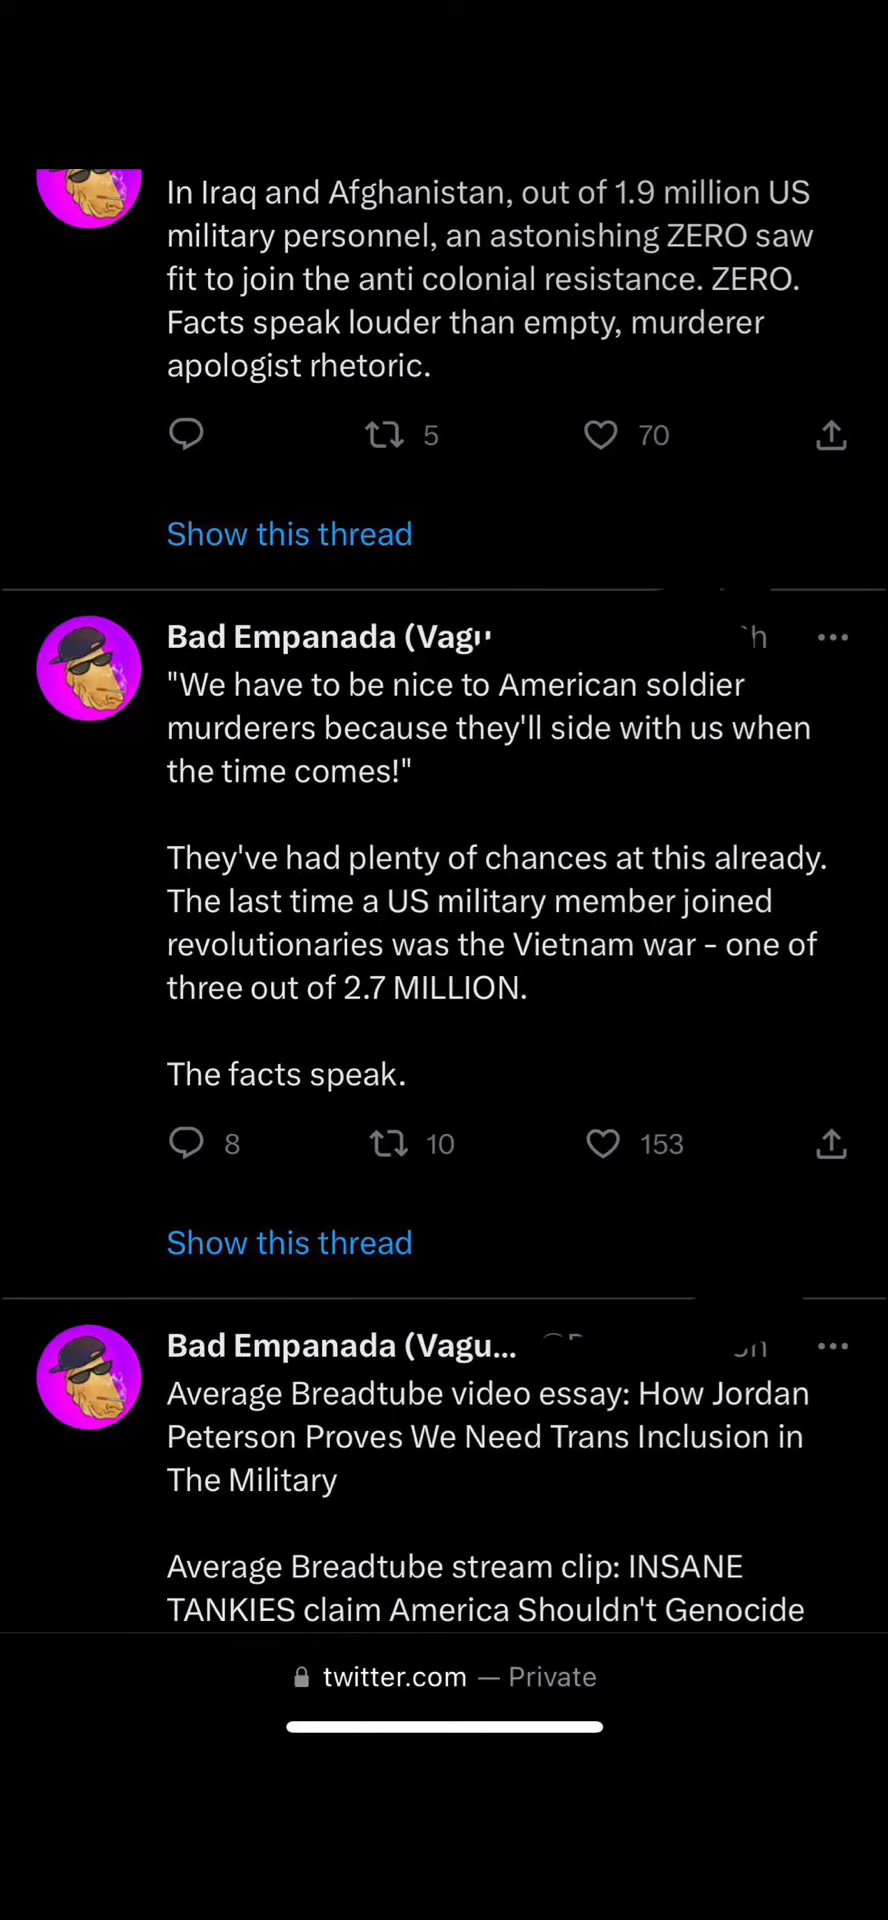 In Iraq and Afghanistan, out of 1.9 million US
military personnel, an astonishing ZERO saw
fit to join the anti colonial resistance. ZERO.
Facts speak louder than empty, murderer
apologist rhetoric.
5 70
Show this thread
Bad Empanada
"We have to be nice to American soldier
murderers because they'll side with us when
the time comes!"
They've had plenty of chances at this already.
The last time a US military member joined
revolutionaries was the Vietnam war - one of
three out of 2.7 MILLION.
The facts speak.
8 10 153
Show this thread
Bad Empanada (Vagu...
Average Breadtube video essay: How Jordan
Peterson Proves We Need Trans Inclusion in
The Military
Average Breadtube stream clip: INSANE
TANKIES claim America Shouldn't Genocide
twitter.com — Private